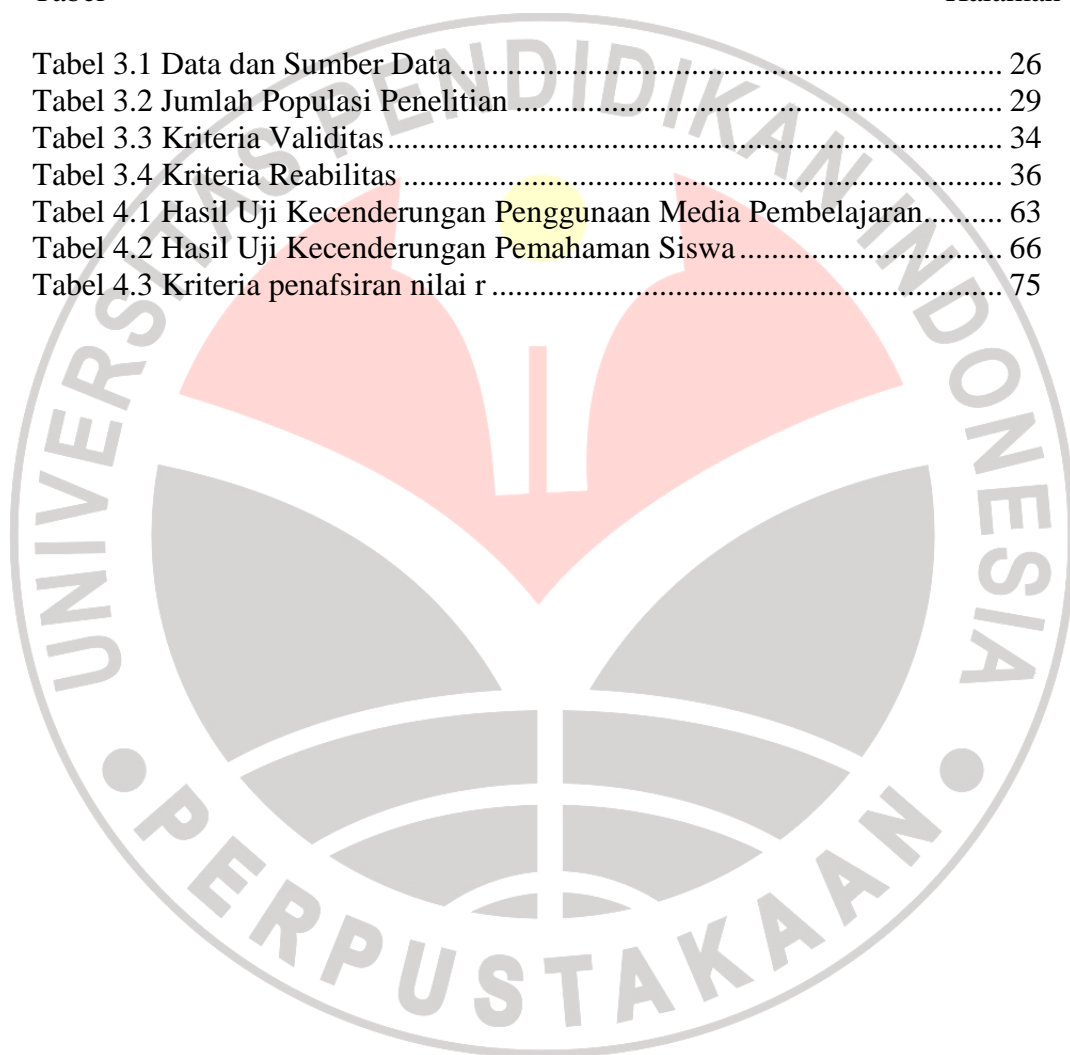 Tabel Halaman
Tabel 3.1 Data dan Sumber Data ..................................................................... 26
Tabel 3.2 Jumlah Populasi Penelitian .............................................................. 29
Tabel 3.3 Kriteria Validitas .............................................................................. 34
Tabel 3.4 Kriteria Reabilitas ............................................................................ 36
Tabel 4.1 Hasil Uji Kecenderungan Penggunaan Media Pembelajaran.......... 63
Tabel 4.2 Hasil Uji Kecenderungan Pemahaman Siswa .................................. 66
Tabel 4.3 Kriteria penafsiran nilai r ................................................................. 75
UNIVERSITAS PENDIDIKAN INDONESIA
PERPUSTAKAAN